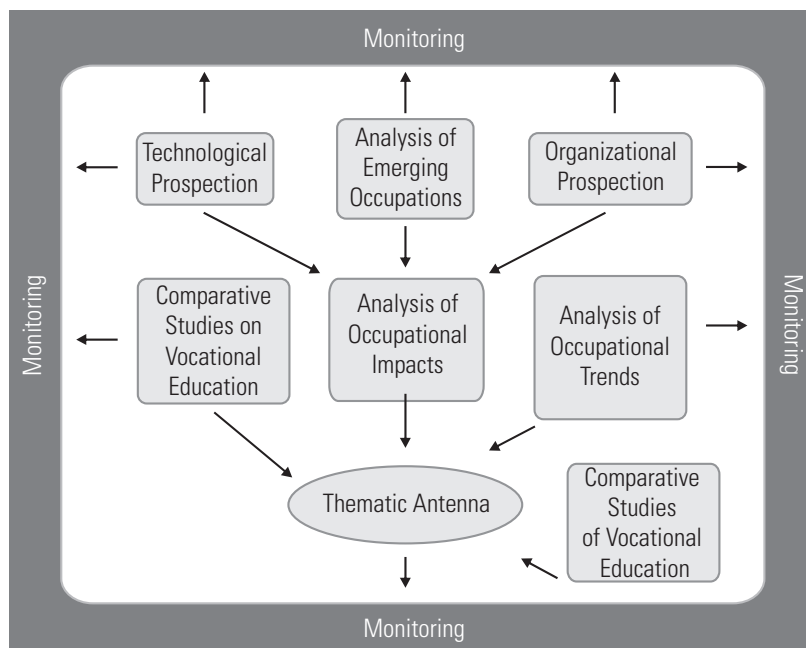 Monitoring
Technological
Prospection
Analysis of
Emerging
Occupations
Organizational
Prospection
Monitoring
Comparative
Studies on
Vocational
Education
Analysis of
Occupational
Impacts
Analysis of
Occupational
Trends
Monitoring
Thematic Antenna
Comparative
Studies
of Vocational
Education
Monitoring